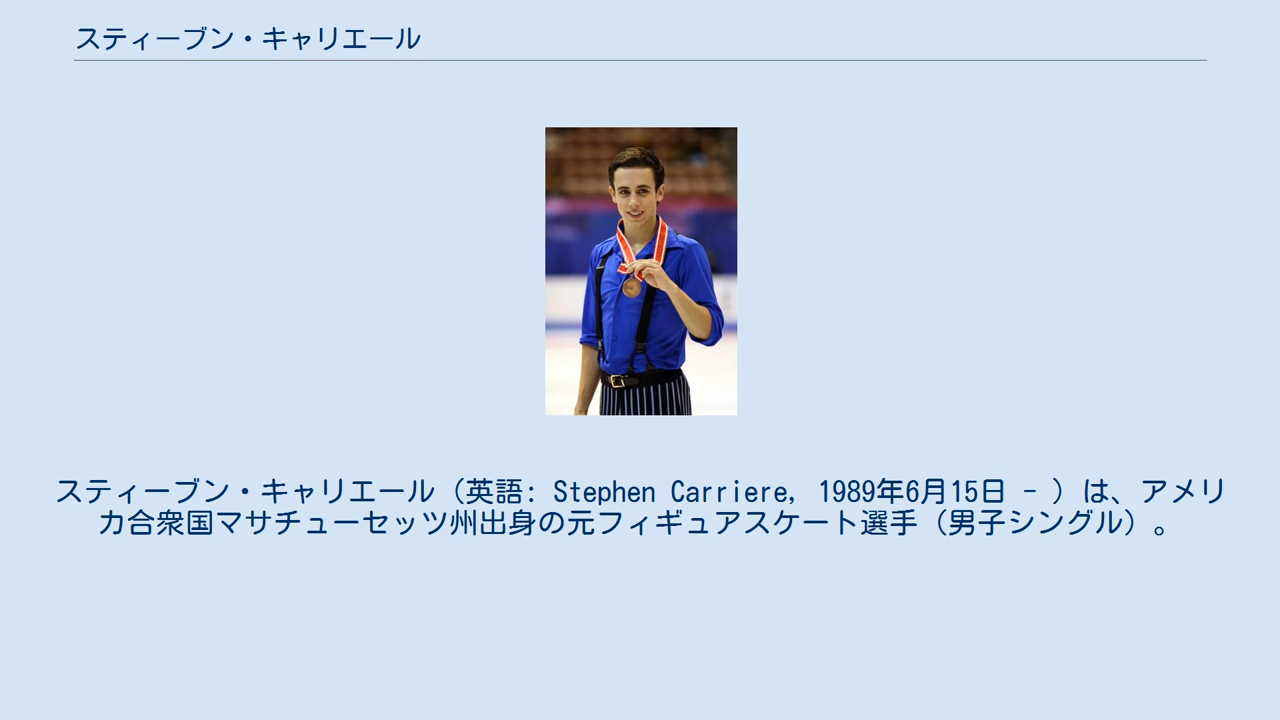 スティーブン・キャリエール
スティーブン・キャリエール（英語: Stephen Carriere, 1989年6月15日 - ）は、アメリ
カ合衆国マサチューセッツ州出身の元フィギュアスケート選手（男子シングル）。